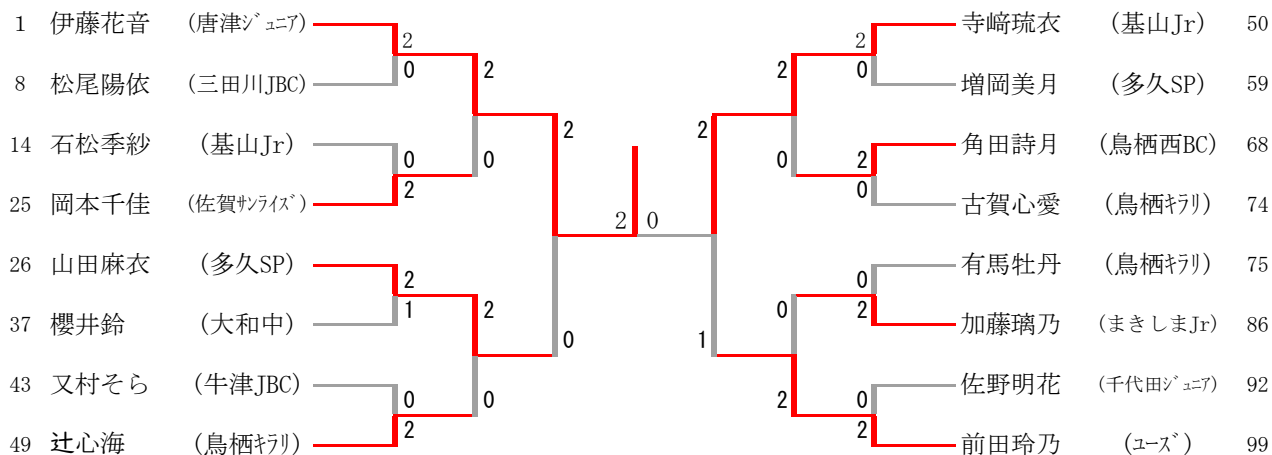 1 伊藤花音 (唐津ｼﾞｭﾆｱ) 2 2 寺﨑琉衣 (基山Jr) 50
0 2 2 0
8 松尾陽依 (三田川JBC) 増岡美月 (多久SP) 59
2 2
14 石松季紗 (基山Jr) 角田詩月 (鳥栖西BC) 68
0 0 0 2
2 0
25 岡本千佳 (佐賀ｻﾝﾗｲｽﾞ) 古賀心愛 (鳥栖ｷﾗﾘ) 74
2 0
26 山田麻衣 (多久SP) 有馬牡丹 (鳥栖ｷﾗﾘ) 75
2 0
1 2 0 2
37 櫻井鈴 (大和中) 加藤璃乃 (まきしまJr) 86
0 1
43 又村そら (牛津JBC) 佐野明花 (千代田ｼﾞｭﾆｱ) 92
0 0 2 0
2 2
49 辻心海 (鳥栖ｷﾗﾘ) 前田玲乃 (ﾕｰｽﾞ) 99